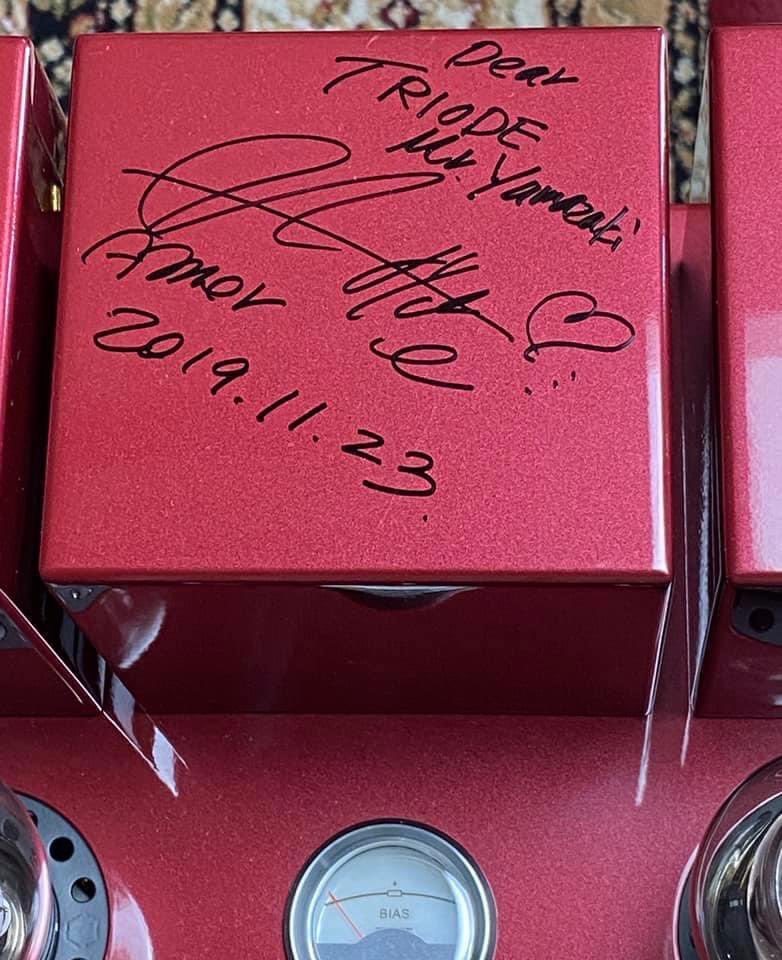 Dear
TRIODE
Mr. Yamazaki
Amor
2019.11.23.
BIAS